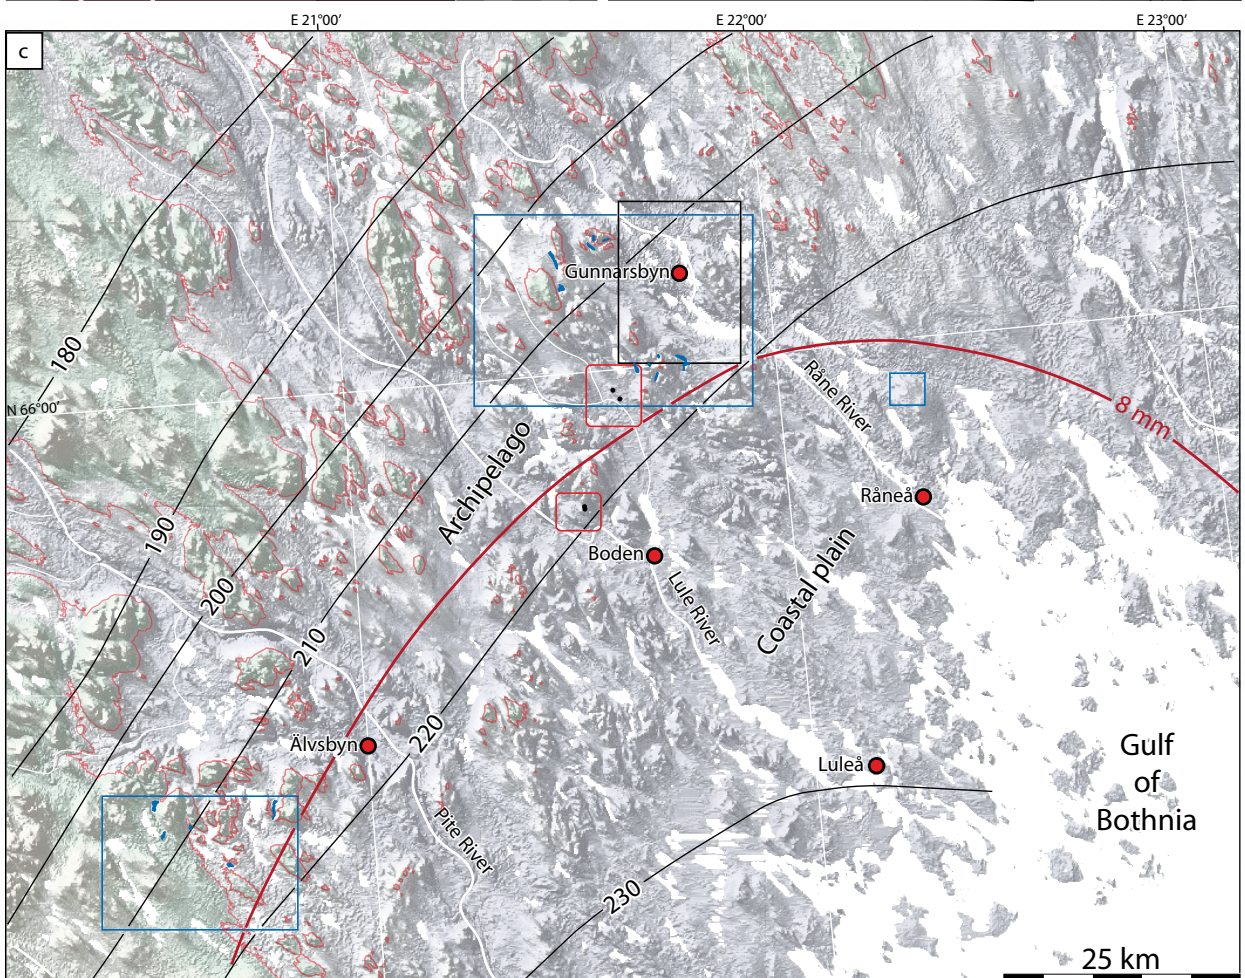 E 21°00′
E 22°00′
E 23°00′
c
Gunnarsbyn
180
Råne River
N 66°00′
8 mm
Archipelago
Råneå
190
Boden
Coastal plain
200
Lule River
210
220
Älvsbyn
Luleå
Gulf
of
Bothnia
Pite River
230
25 km